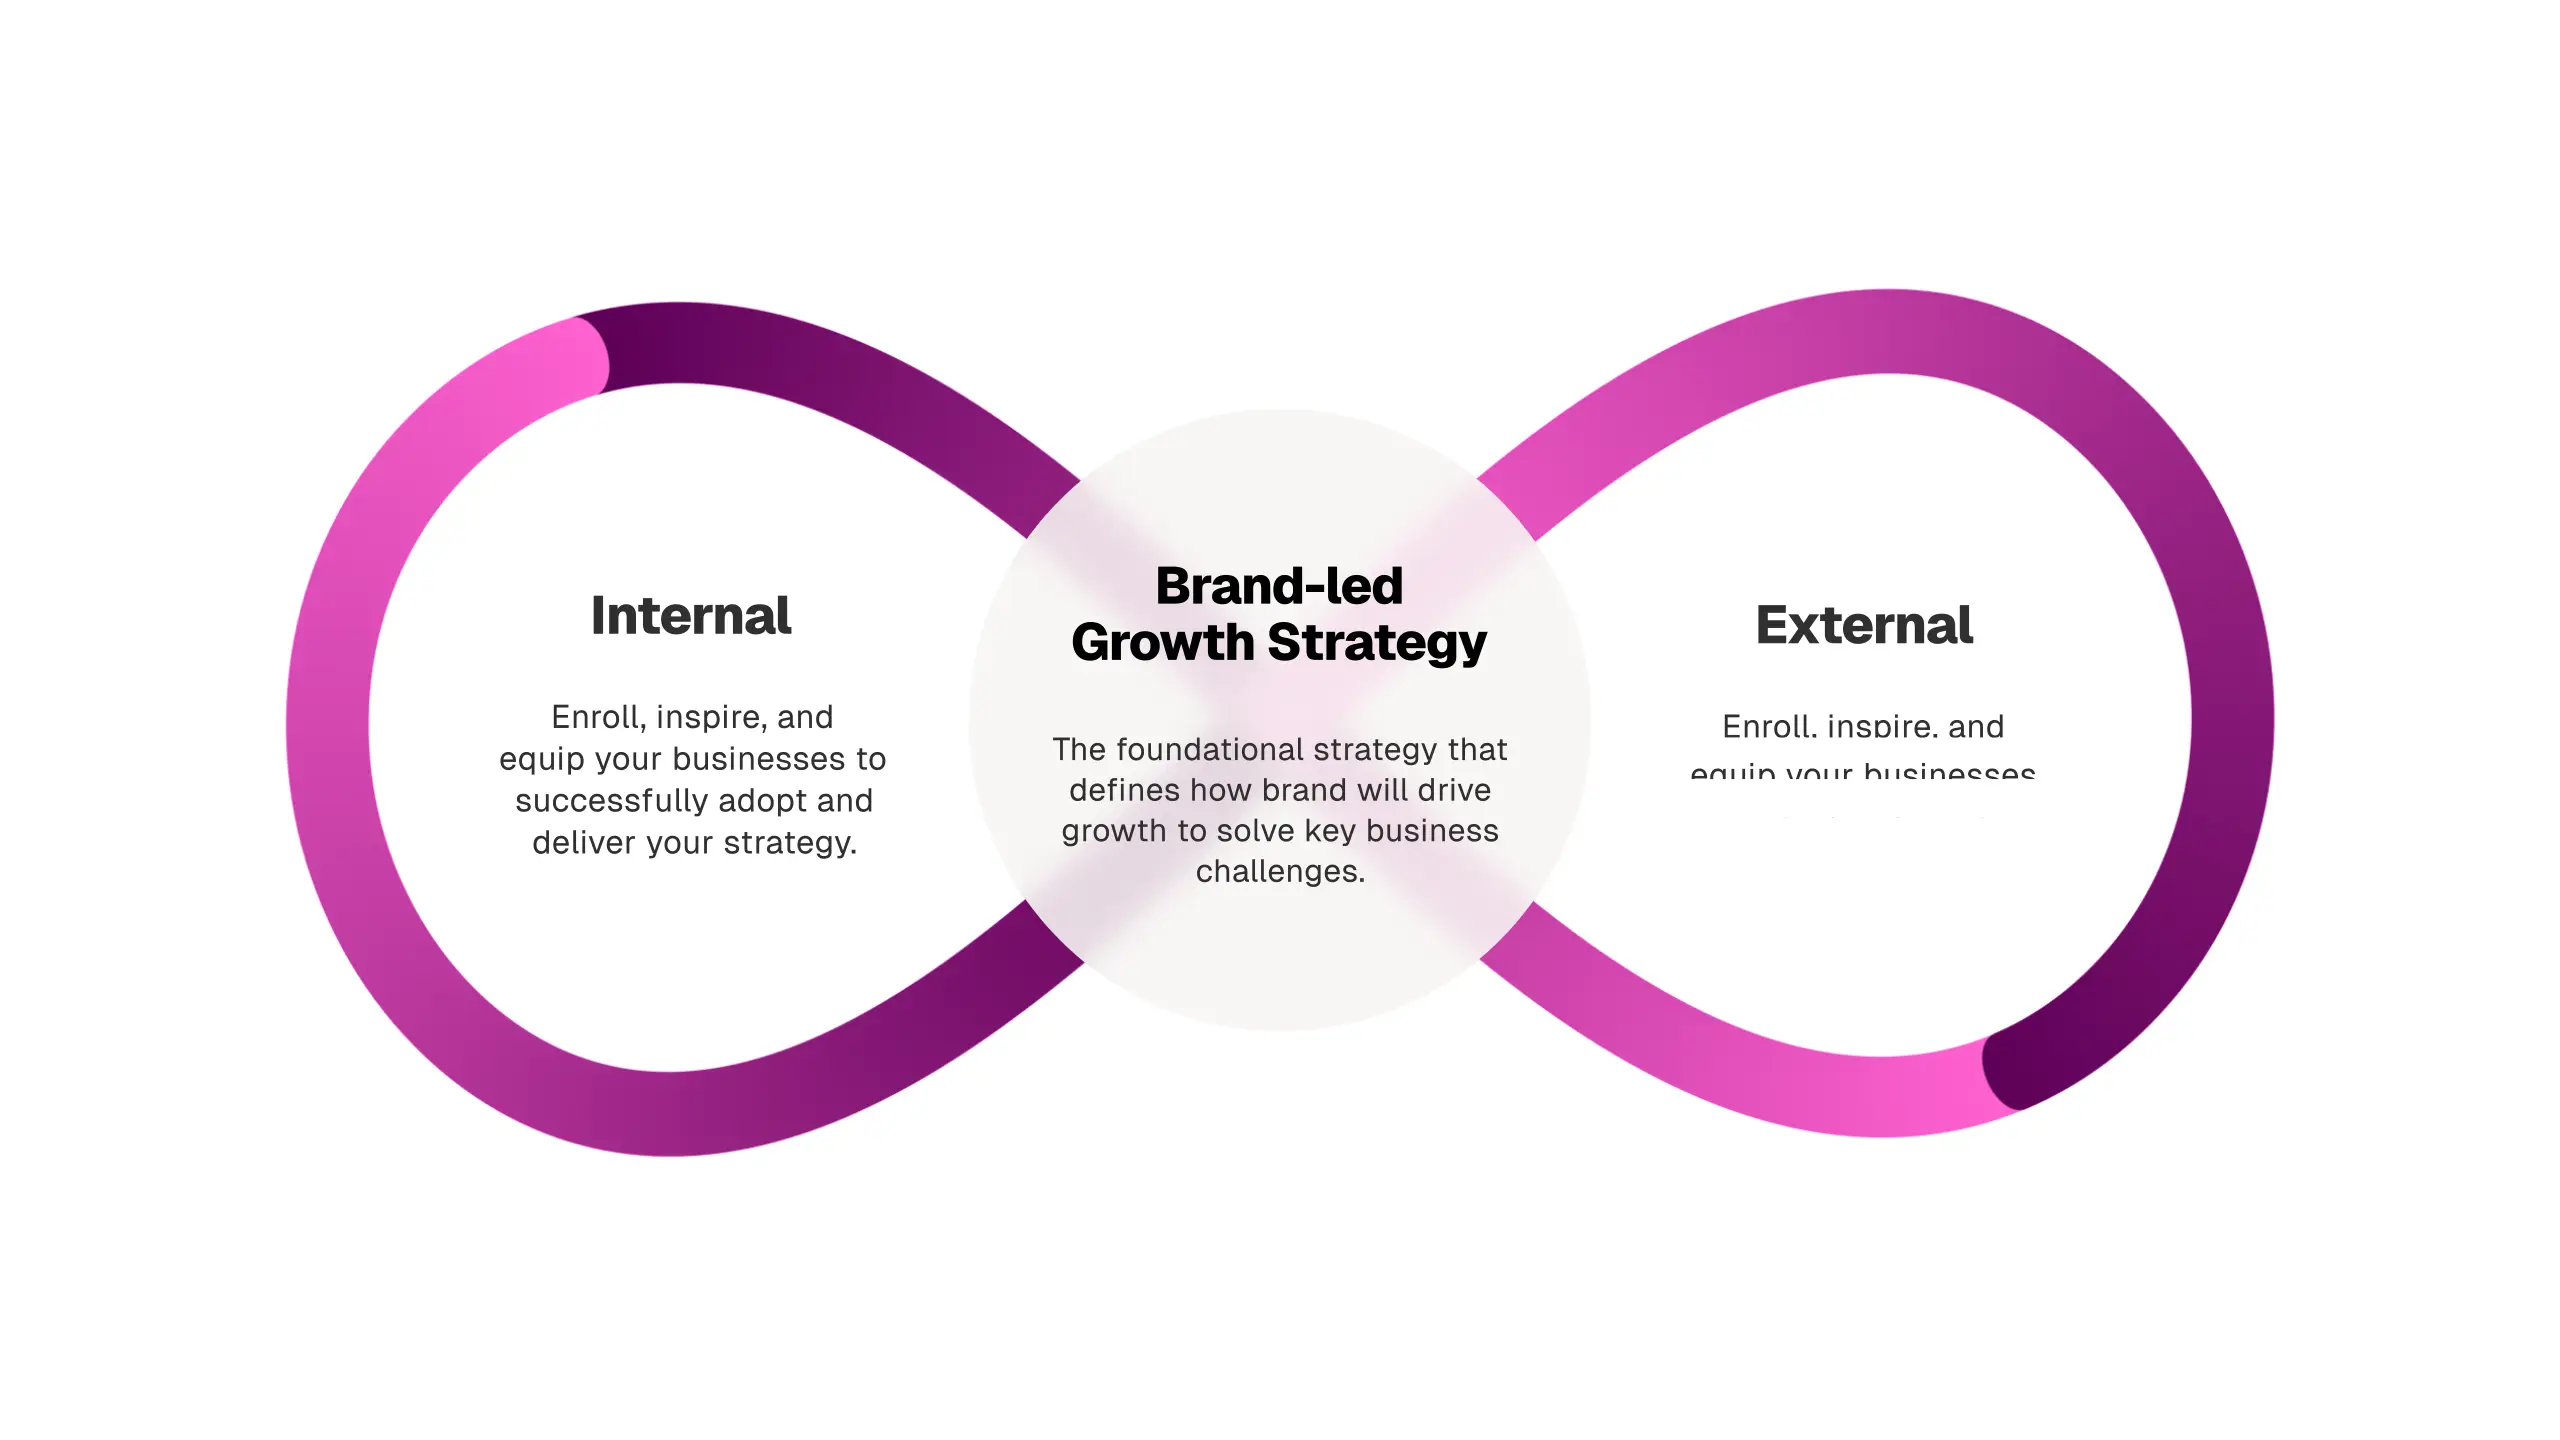 Internal
Enroll, inspire, and
equip your businesses to
successfully adopt and
deliver your strategy.
Brand-led
Growth Strategy
The foundational strategy that
defines how brand will drive
growth to solve key business
challenges.
External
Enroll. inspire. and
equip your businesses